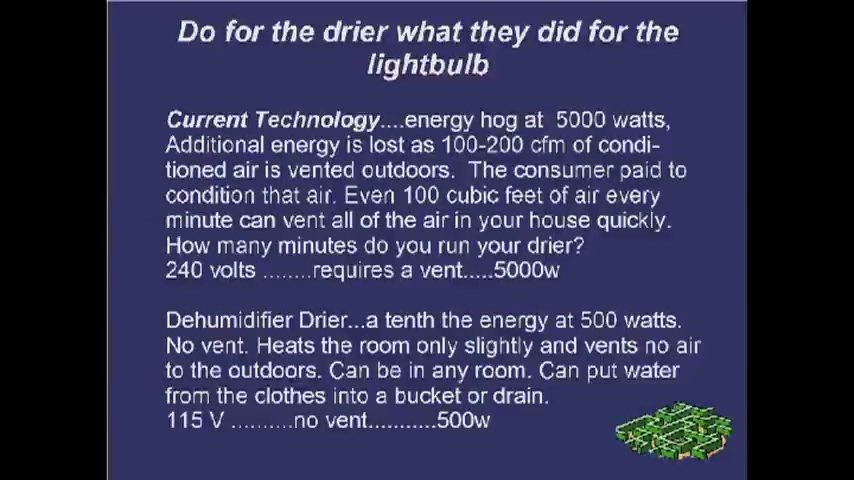 Do for the drier what they did for the
lightbulb
Current Technology....energy hog at 5000 watts,
Additional energy is lost as 100-200 cfm of condi-
tioned air is vented outdoors. The consumer paid to
condition that air. Even 100 cubic feet of air every
minute can vent all of the air in your house quickly.
How many minutes do you run your drier?
240 volts ........requires a vent.....5000w
Dehumidifier Drier...a tenth the energy at 500 watts.
No vent. Heats the room only slightly and vents no air
to the outdoors. Can be in any room. Can put water
from the clothes into a bucket or drain.
115 V ..........no vent...........500w